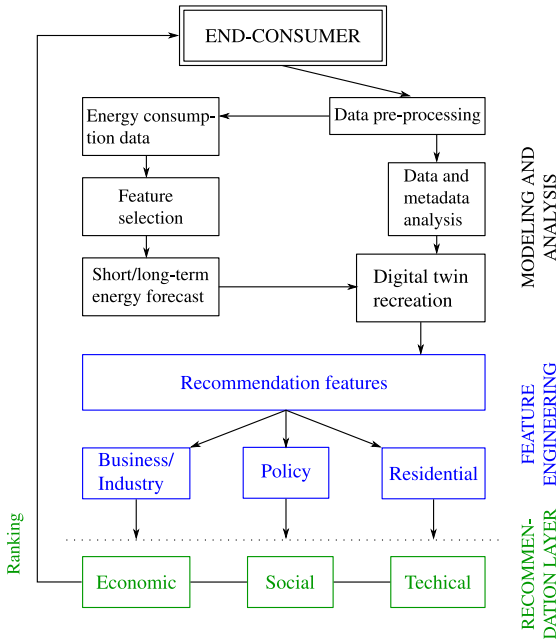 END-CONSUMER
Energy consump-
tion data
Data pre-processing
Feature
selection
Data and
metadata
analysis
Short/long-term
energy forecast
Digital twin
recreation
MODELING AND
ANALYSIS
Recommendation features
Business/
Industry
Policy
Residential
FEATURE
ENGINEERING
Ranking
Economic
Social
Techical
RECOMMEN-
DATION LAYER